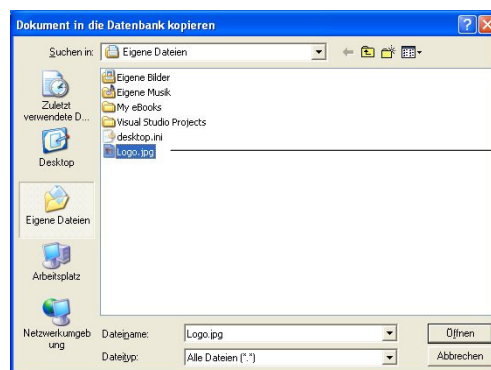 Dokument in die Datenbank kopieren
Suchen in:
Eigene Dateien
Zuletzt
verwendete D...
Desktop
Eigene Dateien
Arbeitsplatz
Netzwerkumgeb
ung
Eigene Bilder
Eigene Musik
My eBooks
Visual Studio Projects
desktop.ini
Logo.jpg
Dateiname:
Logo.jpg
Öffnen
Dateityp:
Alle Dateien (*.*)
Abbrechen